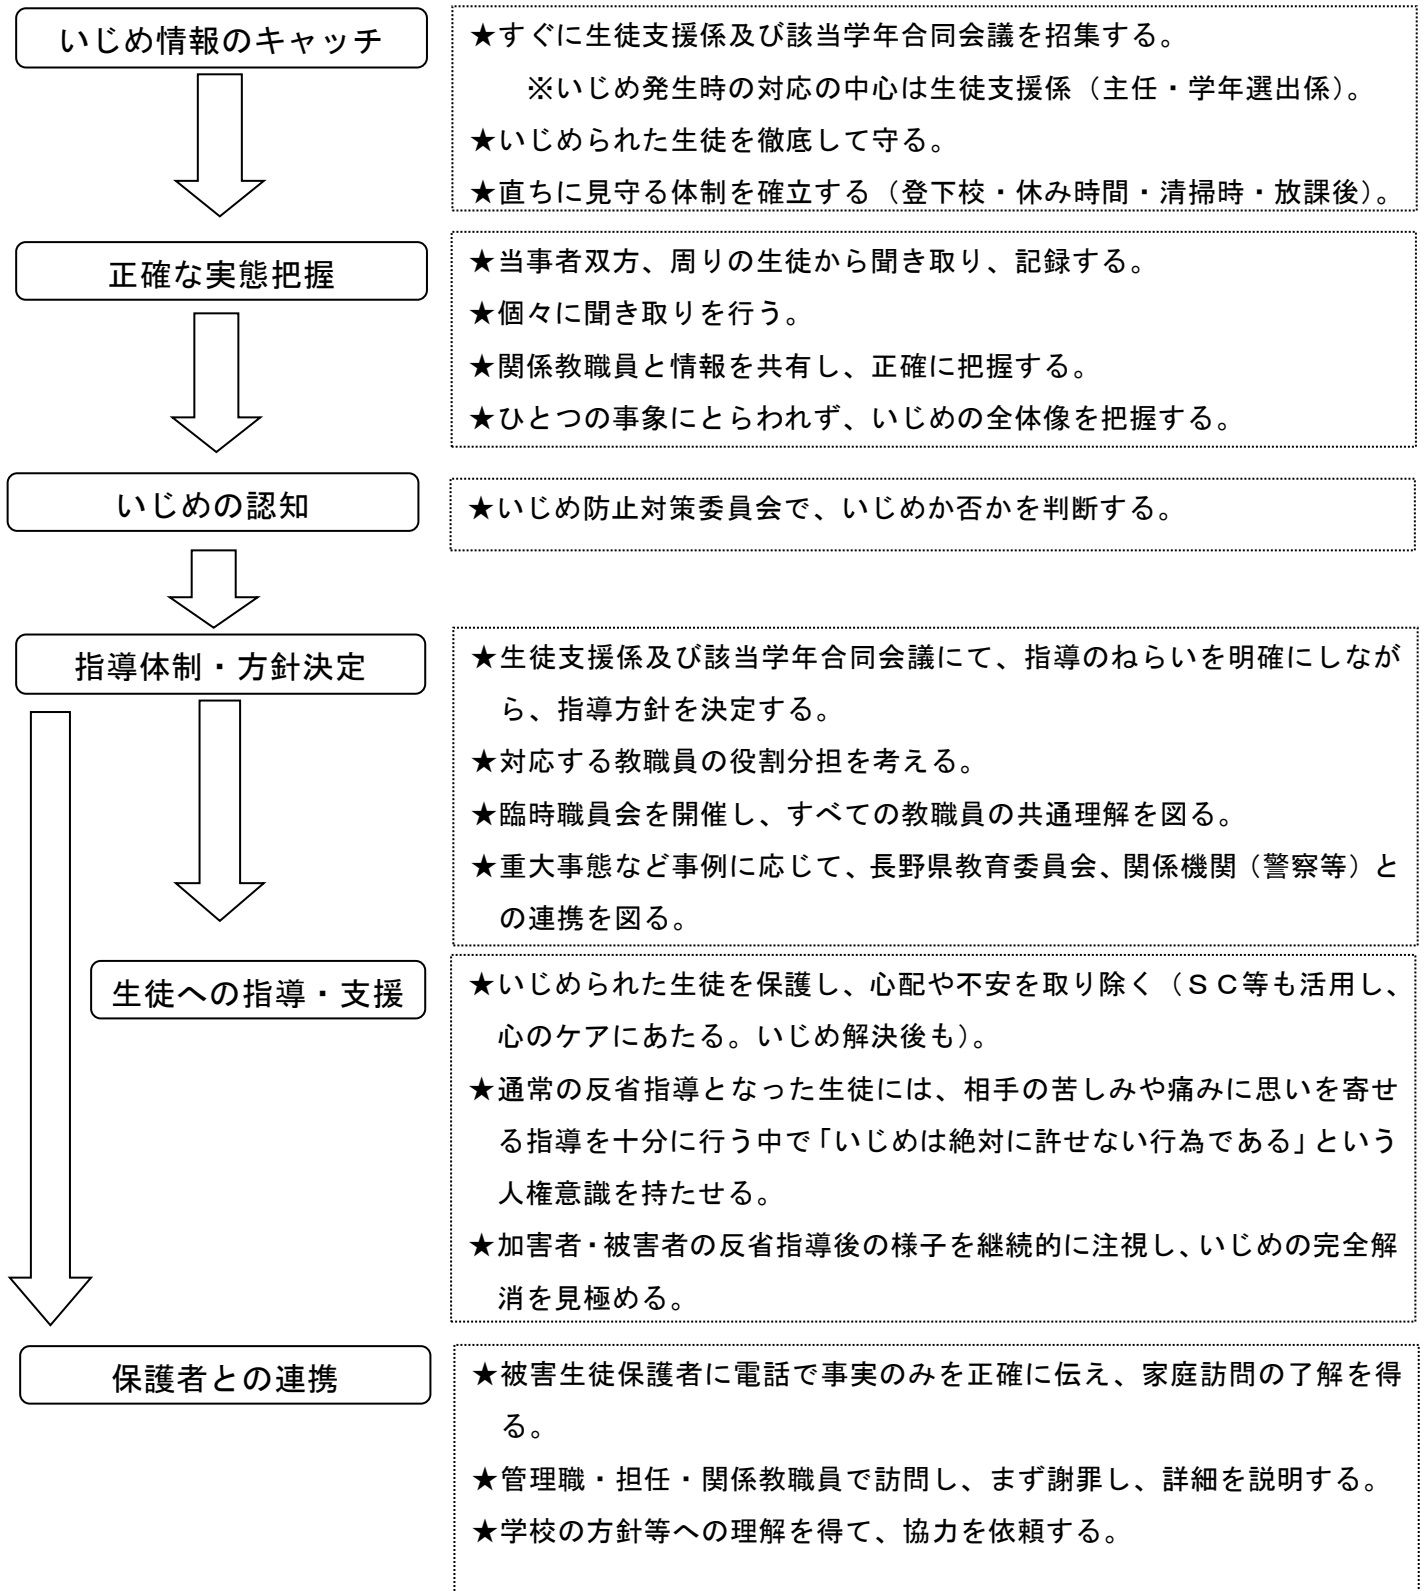 いじめ情報のキャッチ
★すぐに生徒支援係及び該当学年合同会議を招集する。
※いじめ発生時の対応の中心は生徒支援係（主任・学年選出係）。
★いじめられた生徒を徹底して守る。
★直ちに見守る体制を確立する（登下校・休み時間・清掃時・放課後）。
正確な実態把握
★当事者双方、周りの生徒から聞き取り、記録する。
★個々に聞き取りを行う。
★関係教職員と情報を共有し、正確に把握する。
★ひとつの事象にとらわれず、いじめの全体像を把握する。
いじめの認知
★いじめ防止対策委員会で、いじめか否かを判断する。
指導体制・方針決定
★生徒支援係及び該当学年合同会議にて、指導のねらいを明確にしなが
ら、指導方針を決定する。
★対応する教職員の役割分担を考える。
★臨時職員会を開催し、すべての教職員の共通理解を図る。
★重大事態など事例に応じて、長野県教育委員会、関係機関（警察等）と
の連携を図る。
生徒への指導・支援
★いじめられた生徒を保護し、心配や不安を取り除く（ＳＣ等も活用し、
心のケアにあたる。いじめ解決後も）。
★通常の反省指導となった生徒には、相手の苦しみや痛みに思いを寄せ
る指導を十分に行う中で「いじめは絶対に許せない行為である」という
人権意識を持たせる。
★加害者・被害者の反省指導後の様子を継続的に注視し、いじめの完全解
消を見極める。
保護者との連携
★被害生徒保護者に電話で事実のみを正確に伝え、家庭訪問の了解を得
る。
★管理職・担任・関係教職員で訪問し、まず謝罪し、詳細を説明する。
★学校の方針等への理解を得て、協力を依頼する。